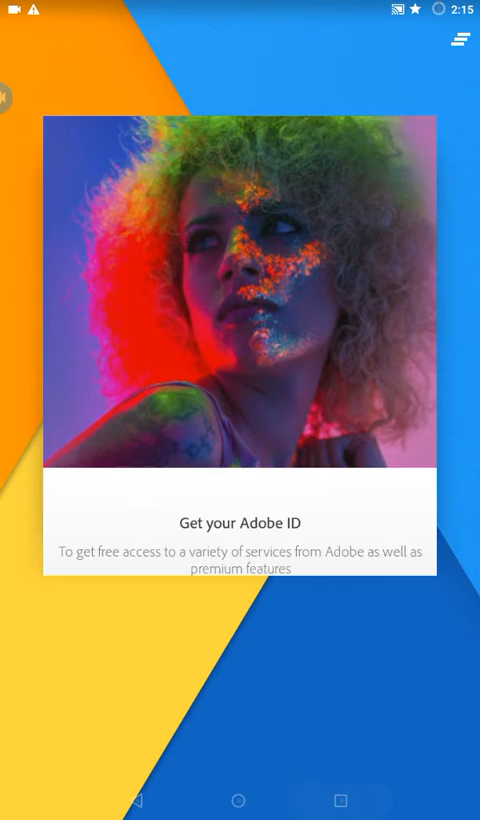 2:15
Get your Adobe ID
To get free access to a variety of services from Adobe as well as
premium features